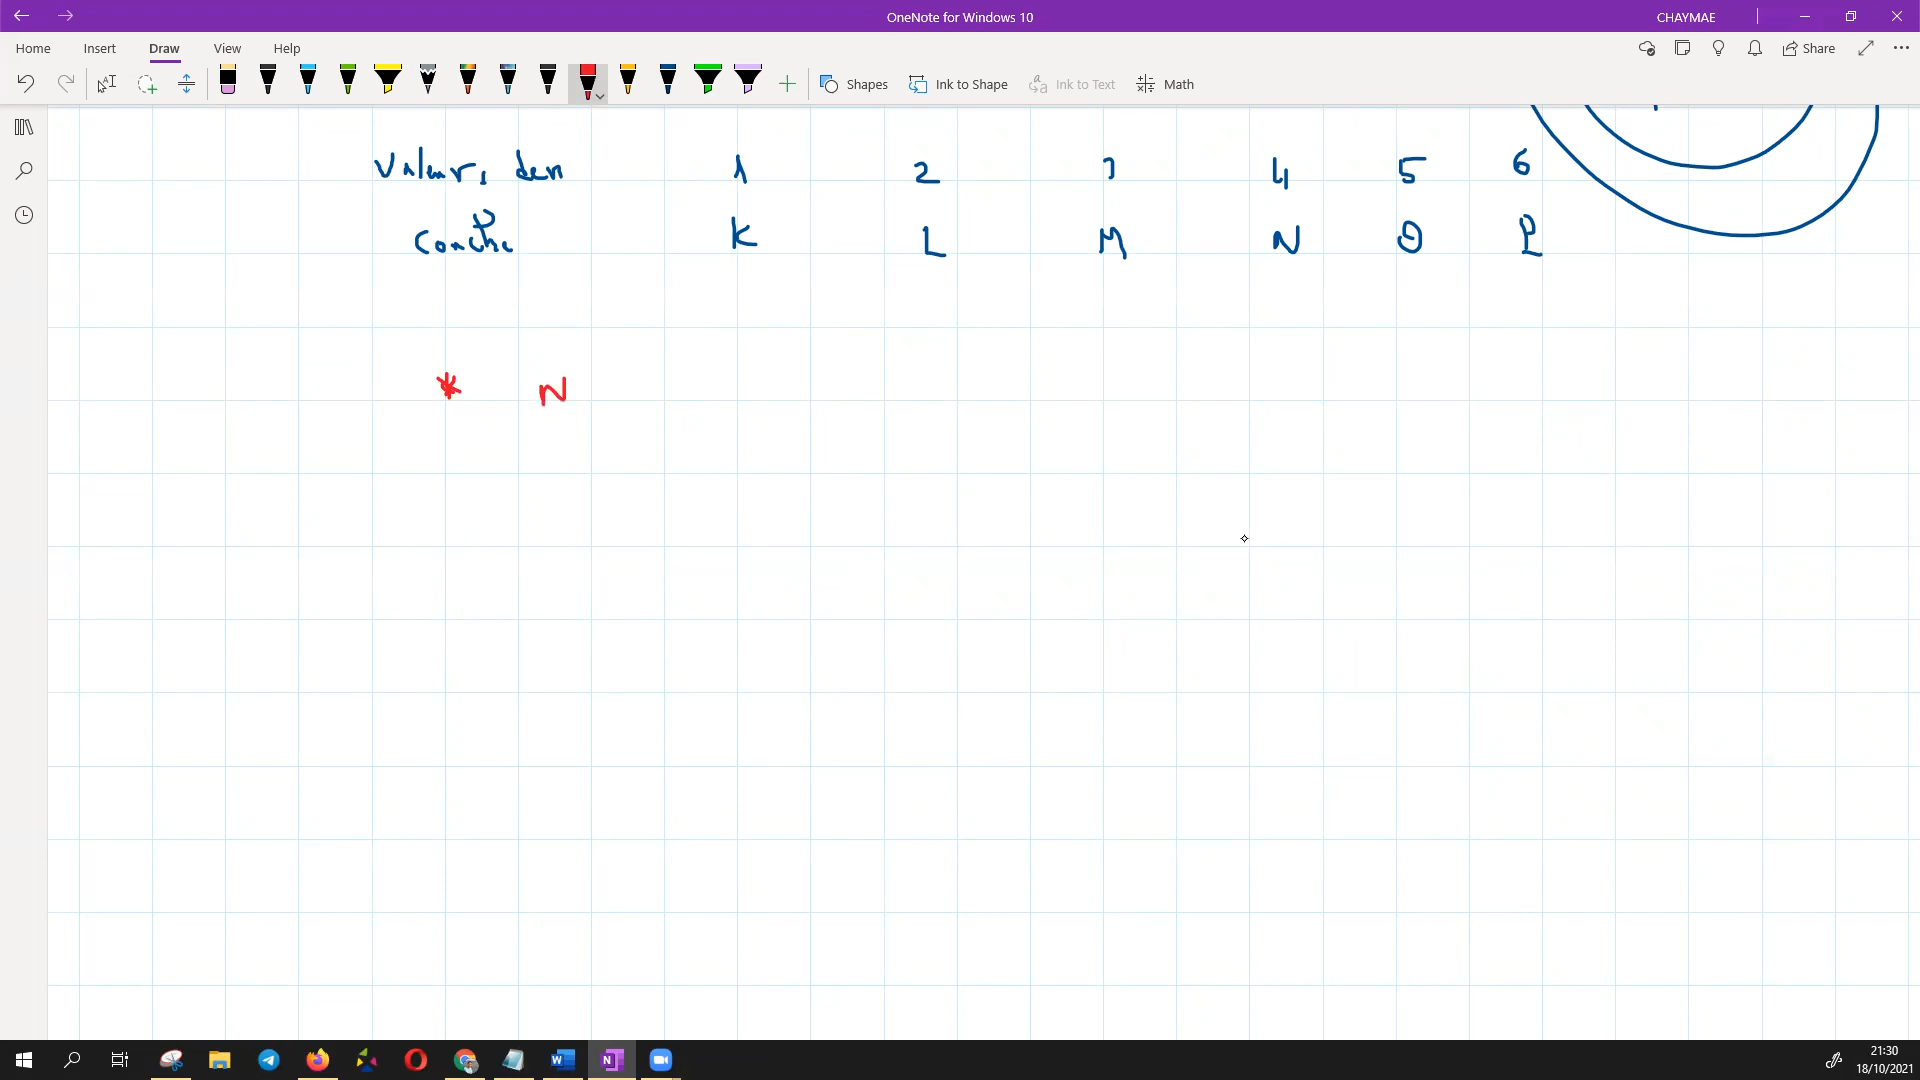 OneNote for Windows 10
CHAYMAE
Home Insert Draw View Help
Share
Shapes Ink to Shape Ink to Text Math
Valeurs den 1 2 3 4 5 6
Couche K L M N O P
* N
21:30
18/10/2021